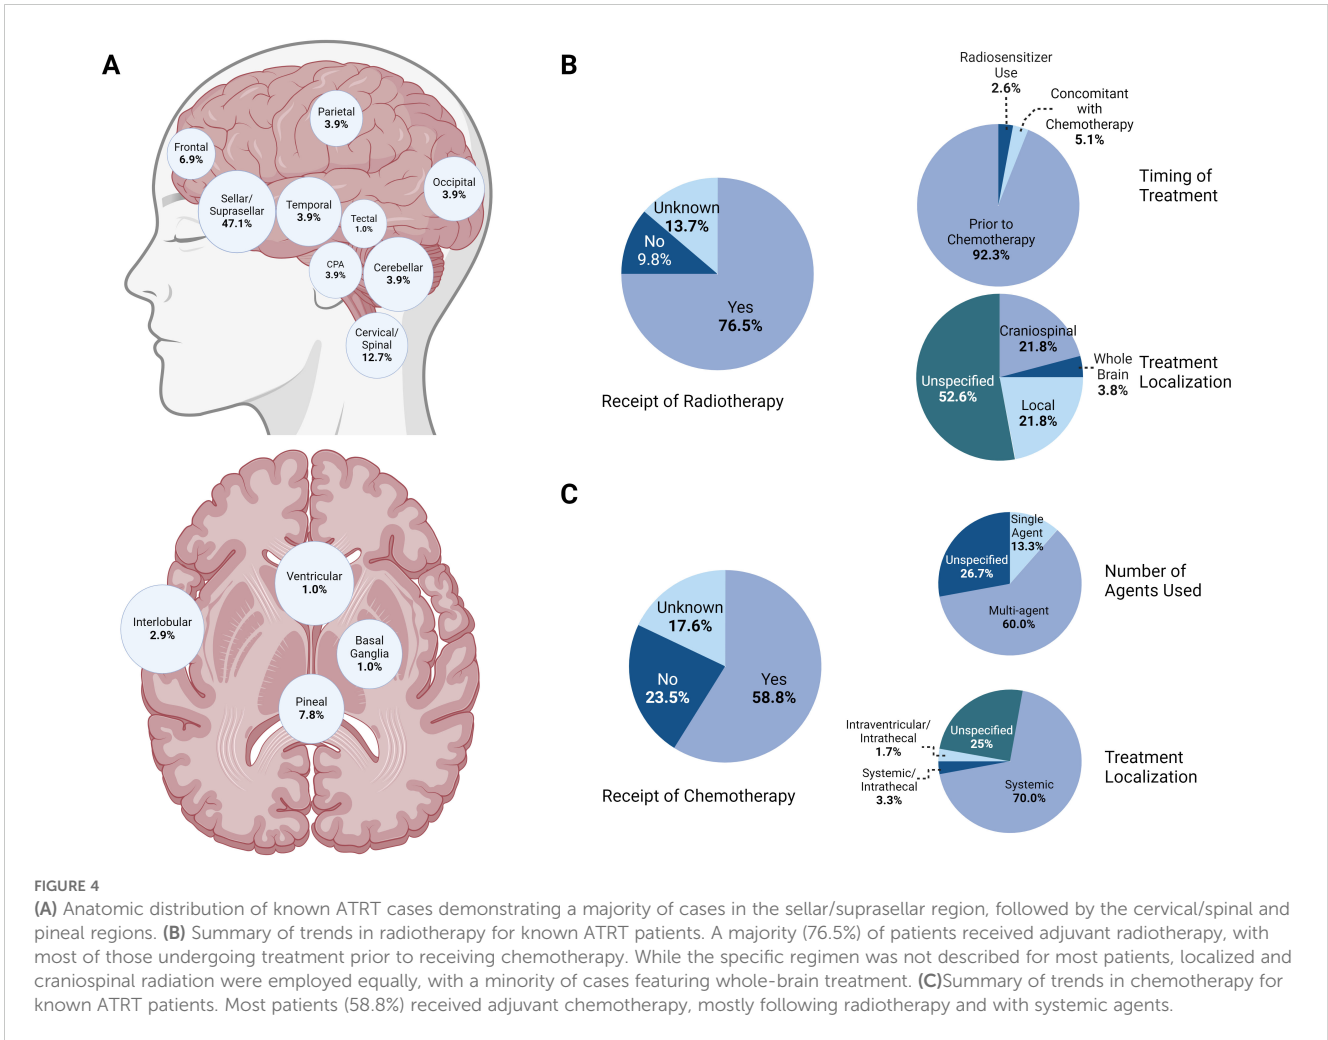 A
Parietal
3.9%
Frontal
6.9%
Occipital
3.9%
Sellar/
Suprasellar
47.1%
Temporal
3.9%
Tectal
1.0%
CPA
3.9%
Cerebellar
3.9%
Cervical/
Spinal
12.7%
Ventricular
1.0%
Interlobular
2.9%
Basal
Ganglia
1.0%
Pineal
7.8%
B
Unknown
13.7%
No
9.8%
Yes
76.5%
Receipt of Radiotherapy
Radiosensitizer
Use
2.6%
Concomitant
with
Chemotherapy
5.1%
Prior to
Chemotherapy
92.3%
Timing of
Treatment
Craniospinal
21.8%
Whole
Brain
3.8%
Unspecified
52.6%
Local
21.8%
Treatment
Localization
C
Unknown
17.6%
No
23.5%
Yes
58.8%
Receipt of Chemotherapy
Single
Agent
13.3%
Unspecified
26.7%
Multi-agent
60.0%
Number of
Agents Used
Intraventricular/
Intrathecal
1.7%
Unspecified
25%
Systemic/
Intrathecal
3.3%
Systemic
70.0%
Treatment
Localization
FIGURE 4
(A) Anatomic distribution of known ATRT cases demonstrating a majority of cases in the sellar/suprasellar region, followed by the cervical/spinal and
pineal regions. (B) Summary of trends in radiotherapy for known ATRT patients. A majority (76.5%) of patients received adjuvant radiotherapy, with
most of those undergoing treatment prior to receiving chemotherapy. While the specific regimen was not described for most patients, localized and
craniospinal radiation were employed equally, with a minority of cases featuring whole-brain treatment. (C)Summary of trends in chemotherapy for
known ATRT patients. Most patients (58.8%) received adjuvant chemotherapy, mostly following radiotherapy and with systemic agents.